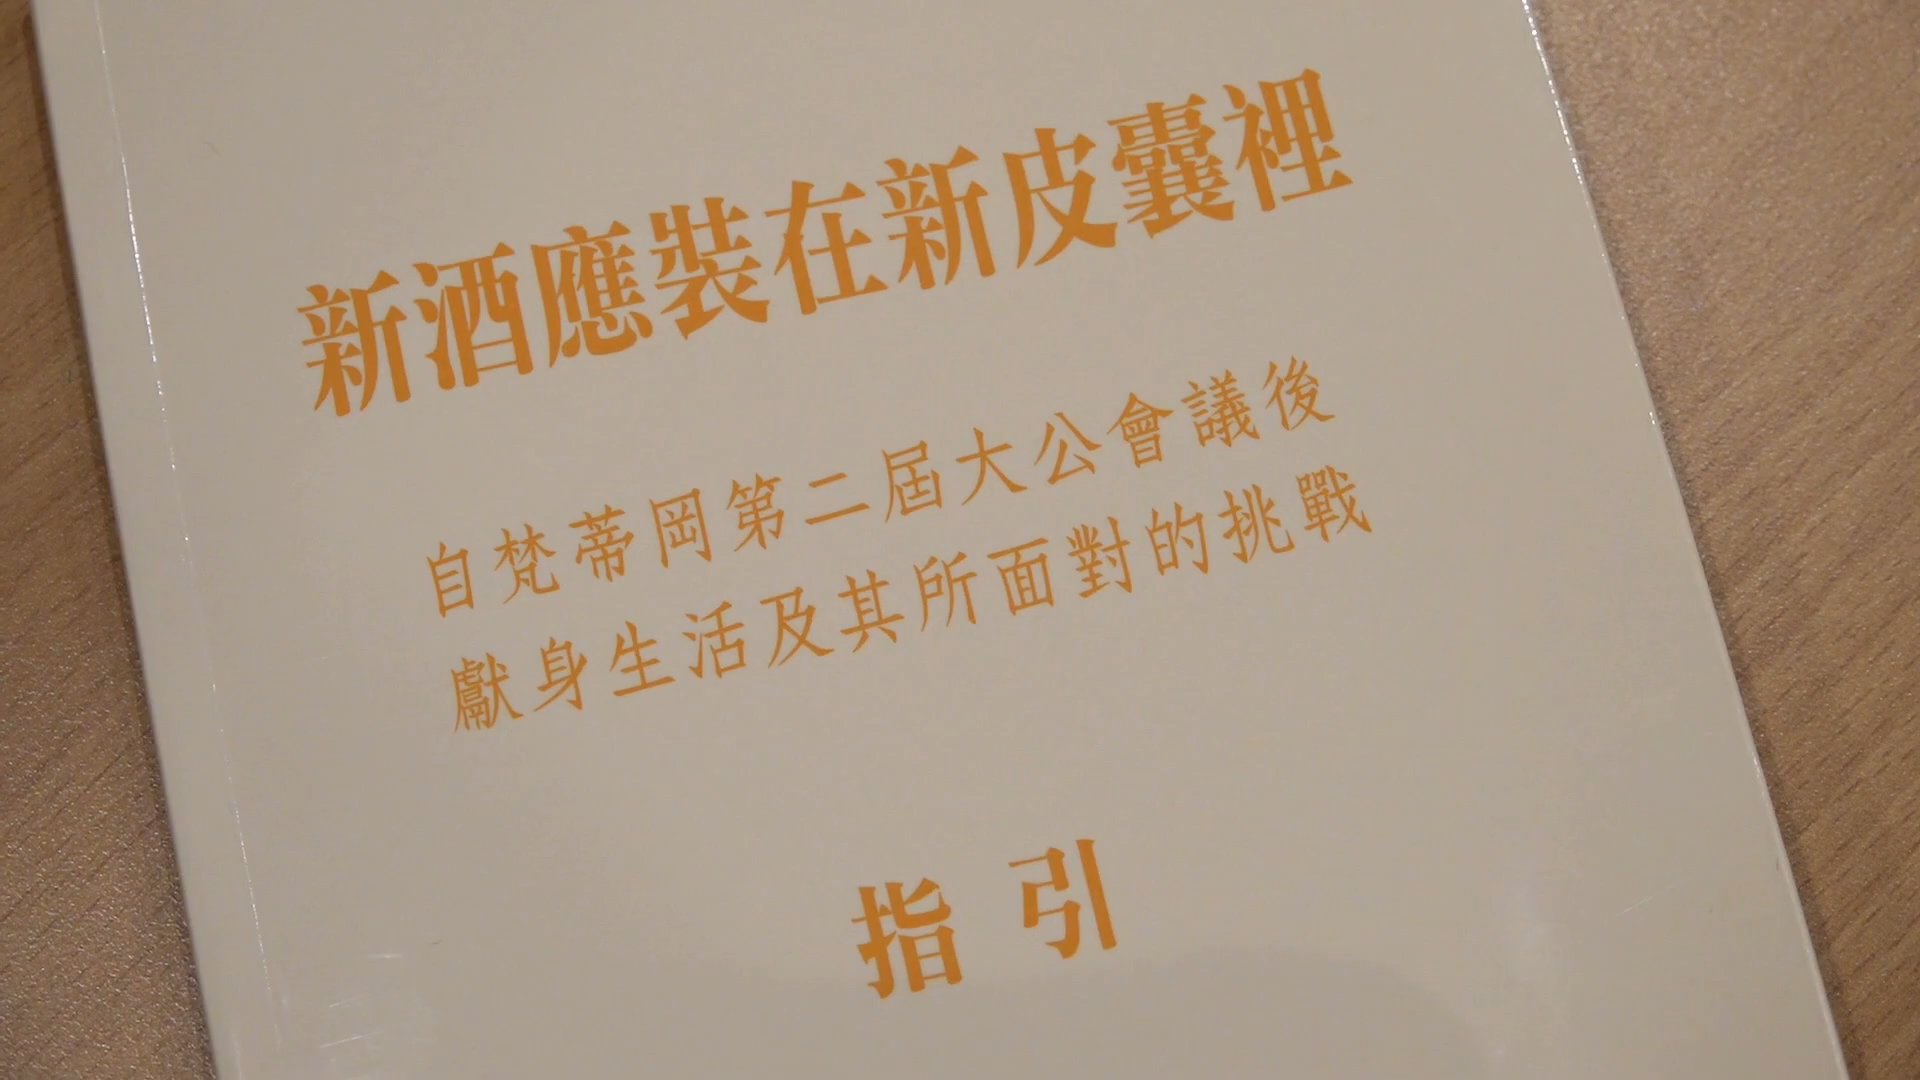 新酒應裝在新皮囊裡
自梵蒂岡第二屆大公會議後
獻身生活及其所面對的挑戰
指引